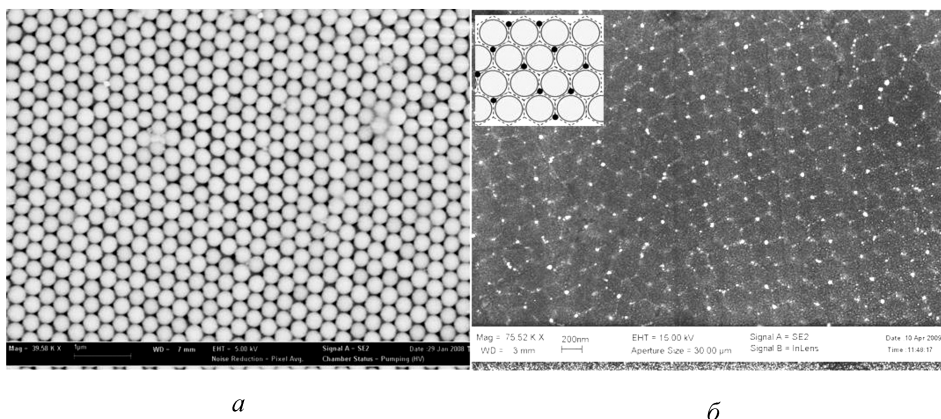 Mag = 39.58 K X
1µm
WD = 7 mm
EHT = 5.00 kV
Noise Reduction = Pixel Avg.
Signal A = SE2
Chamber Status = Pumping (HV)
Date :29 Jan 2008
Mag = 75.52 K X
WD = 3 mm
200nm
EHT = 15.00 kV
Aperture Size = 30.00 µm
Signal A = SE2
Signal B = InLens
Date 10 Apr 2009
Time :11:48:17
а
б